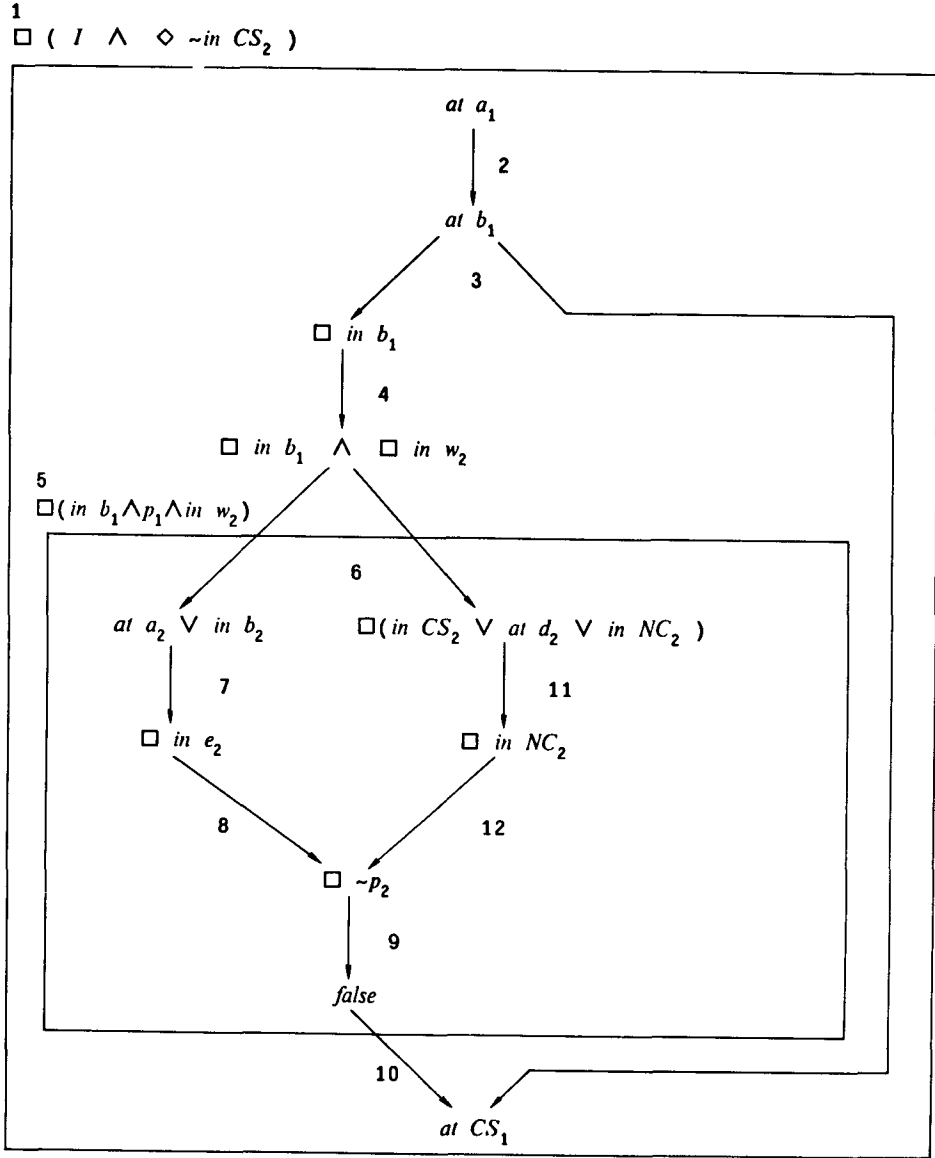 1
□ ( I ∧ ◇ ~in CS₂ )
at a₁
2
at b₁
3
□ in b₁
4
□ in b₁ ∧ □ in w₂
5
□(in b₁∧p₁∧in w₂)
6
at a₂ ∨ in b₂ □(in CS₂ ∨ at d₂ ∨ in NC₂ )
7 11
□ in e₂ □ in NC₂
8 12
□ ~p₂
9
false
10
at CS₁